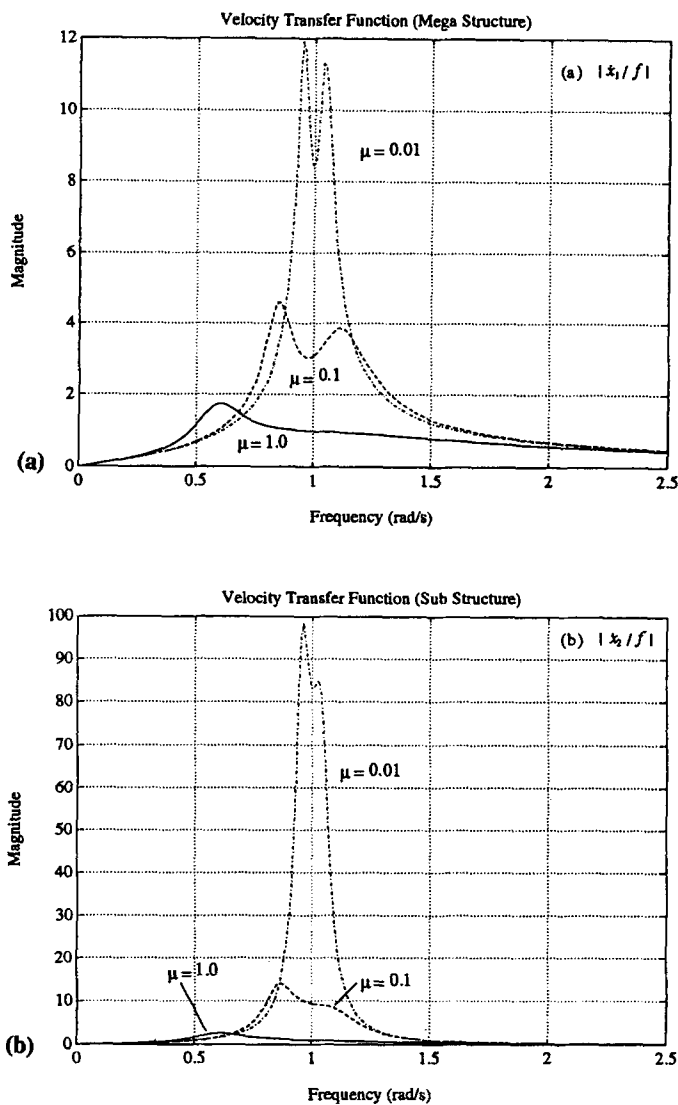 Velocity Transfer Function (Mega Structure)
12
10
8
6
4
2
0
Magnitude
(a) | ẋ₁/f |
μ = 0.01
μ = 0.1
μ = 1.0
(a)
0 0.5 1 1.5 2 2.5
Frequency (rad/s)
Velocity Transfer Function (Sub Structure)
100
90
80
70
60
50
40
30
20
10
0
Magnitude
(b) | ẋ₂/f |
μ = 0.01
μ = 1.0
μ = 0.1
(b)
0 0.5 1 1.5 2 2.5
Frequency (rad/s)